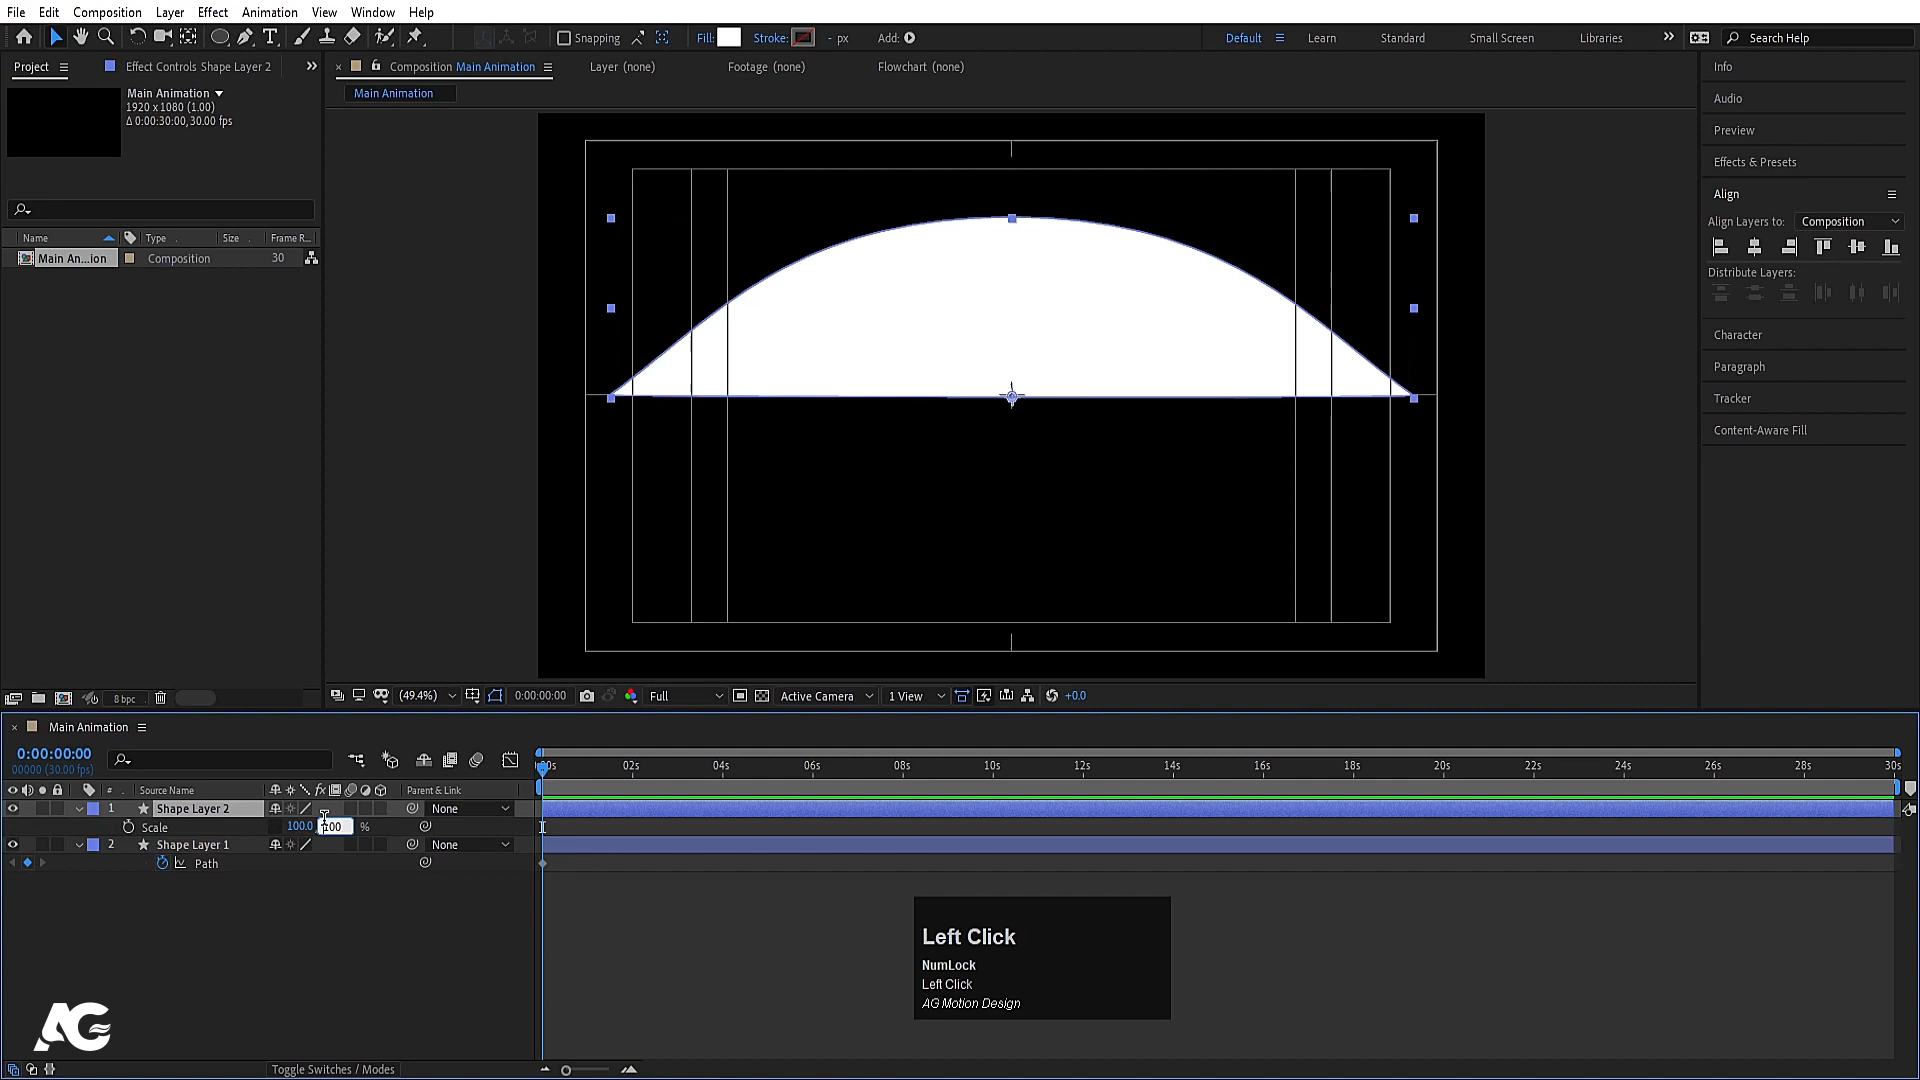 File Edit Composition Layer Effect Animation View Window Help
Snapping Fill: Stroke: - px Add: Default Learn Standard Small Screen Libraries Search Help
Project Effect Controls Shape Layer 2 Composition Main Animation Layer (none) Footage (none) Flowchart (none) Info
Main Animation
Main Animation
1920 x 1080 (1.00)
Δ 0:00:30:00, 30.00 fps
Audio
Preview
Effects & Presets
Align
Align Layers to: Composition
Name Type Size Frame R...
Main An...ion Composition 30
Distribute Layers:
Character
Paragraph
Tracker
Content-Aware Fill
8 bpc (49.4%) 0:00:00:00 Full Active Camera 1 View +0.0
Main Animation
0:00:00:00
00000 (30.00 fps)
02s 04s 06s 08s 10s 12s 14s 16s 18s 20s 22s 24s 26s 28s 30s
# Source Name fx Parent & Link
1 Shape Layer 2 None
Scale 100.0, 100 %
2 Shape Layer 1 None
Path
Left Click
NumLock
Left Click
AG Motion Design
AG
Toggle Switches / Modes